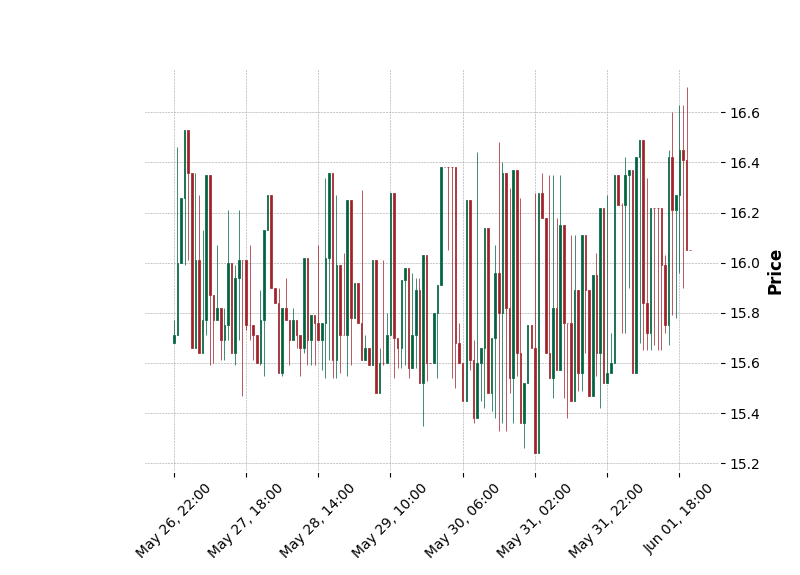 16.6
16.4
16.2
16.0
15.8
15.6
15.4
15.2
Price
May 26, 22:00
May 27, 18:00
May 28, 14:00
May 29, 10:00
May 30, 06:00
May 31, 02:00
May 31, 22:00
Jun 01, 18:00